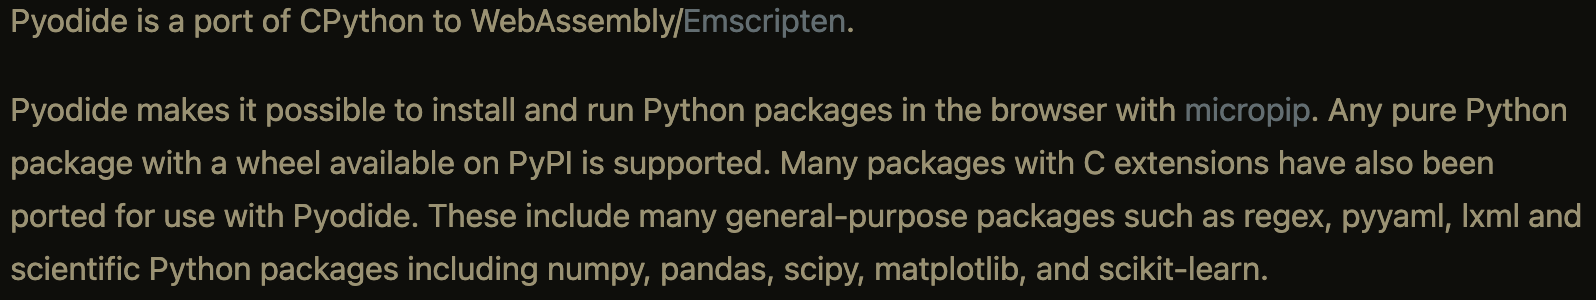 Pyodide is a port of CPython to WebAssembly/Emscripten.
Pyodide makes it possible to install and run Python packages in the browser with micropip. Any pure Python
package with a wheel available on PyPI is supported. Many packages with C extensions have also been
ported for use with Pyodide. These include many general-purpose packages such as regex, pyyaml, lxml and
scientific Python packages including numpy, pandas, scipy, matplotlib, and scikit-learn.